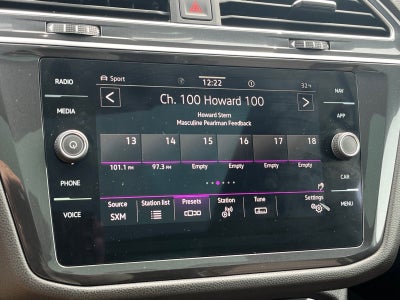 RADIO
MEDIA
PHONE
VOICE
NAV
APP
CAR
MENU
Sport
12:22
32
Ch. 100 Howard 100
Howard Stern
Masculine Pearlman Feedback
13 14 15 16 17 18
101.1 FM 97.3 FM Empty Empty Empty Empty
Source Station list Presets Station Tune Settings
SXM